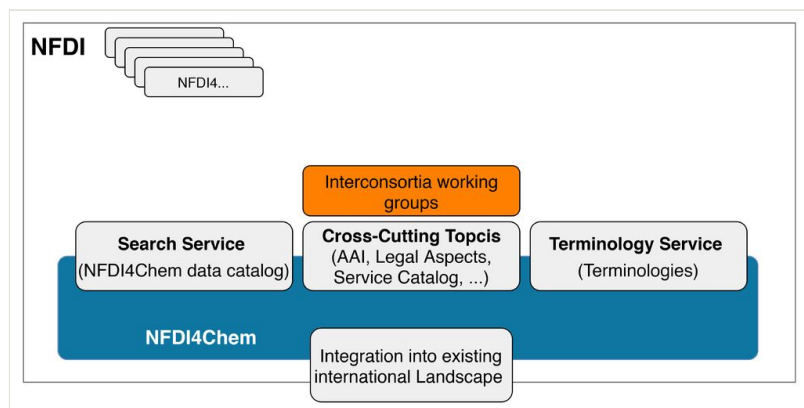 NFDI
NFDI4...
Interconsortia working
groups
Search Service
(NFDI4Chem data catalog)
Cross-Cutting Topcis
(AAI, Legal Aspects,
Service Catalog, ...)
Terminology Service
(Terminologies)
NFDI4Chem
Integration into existing
international Landscape